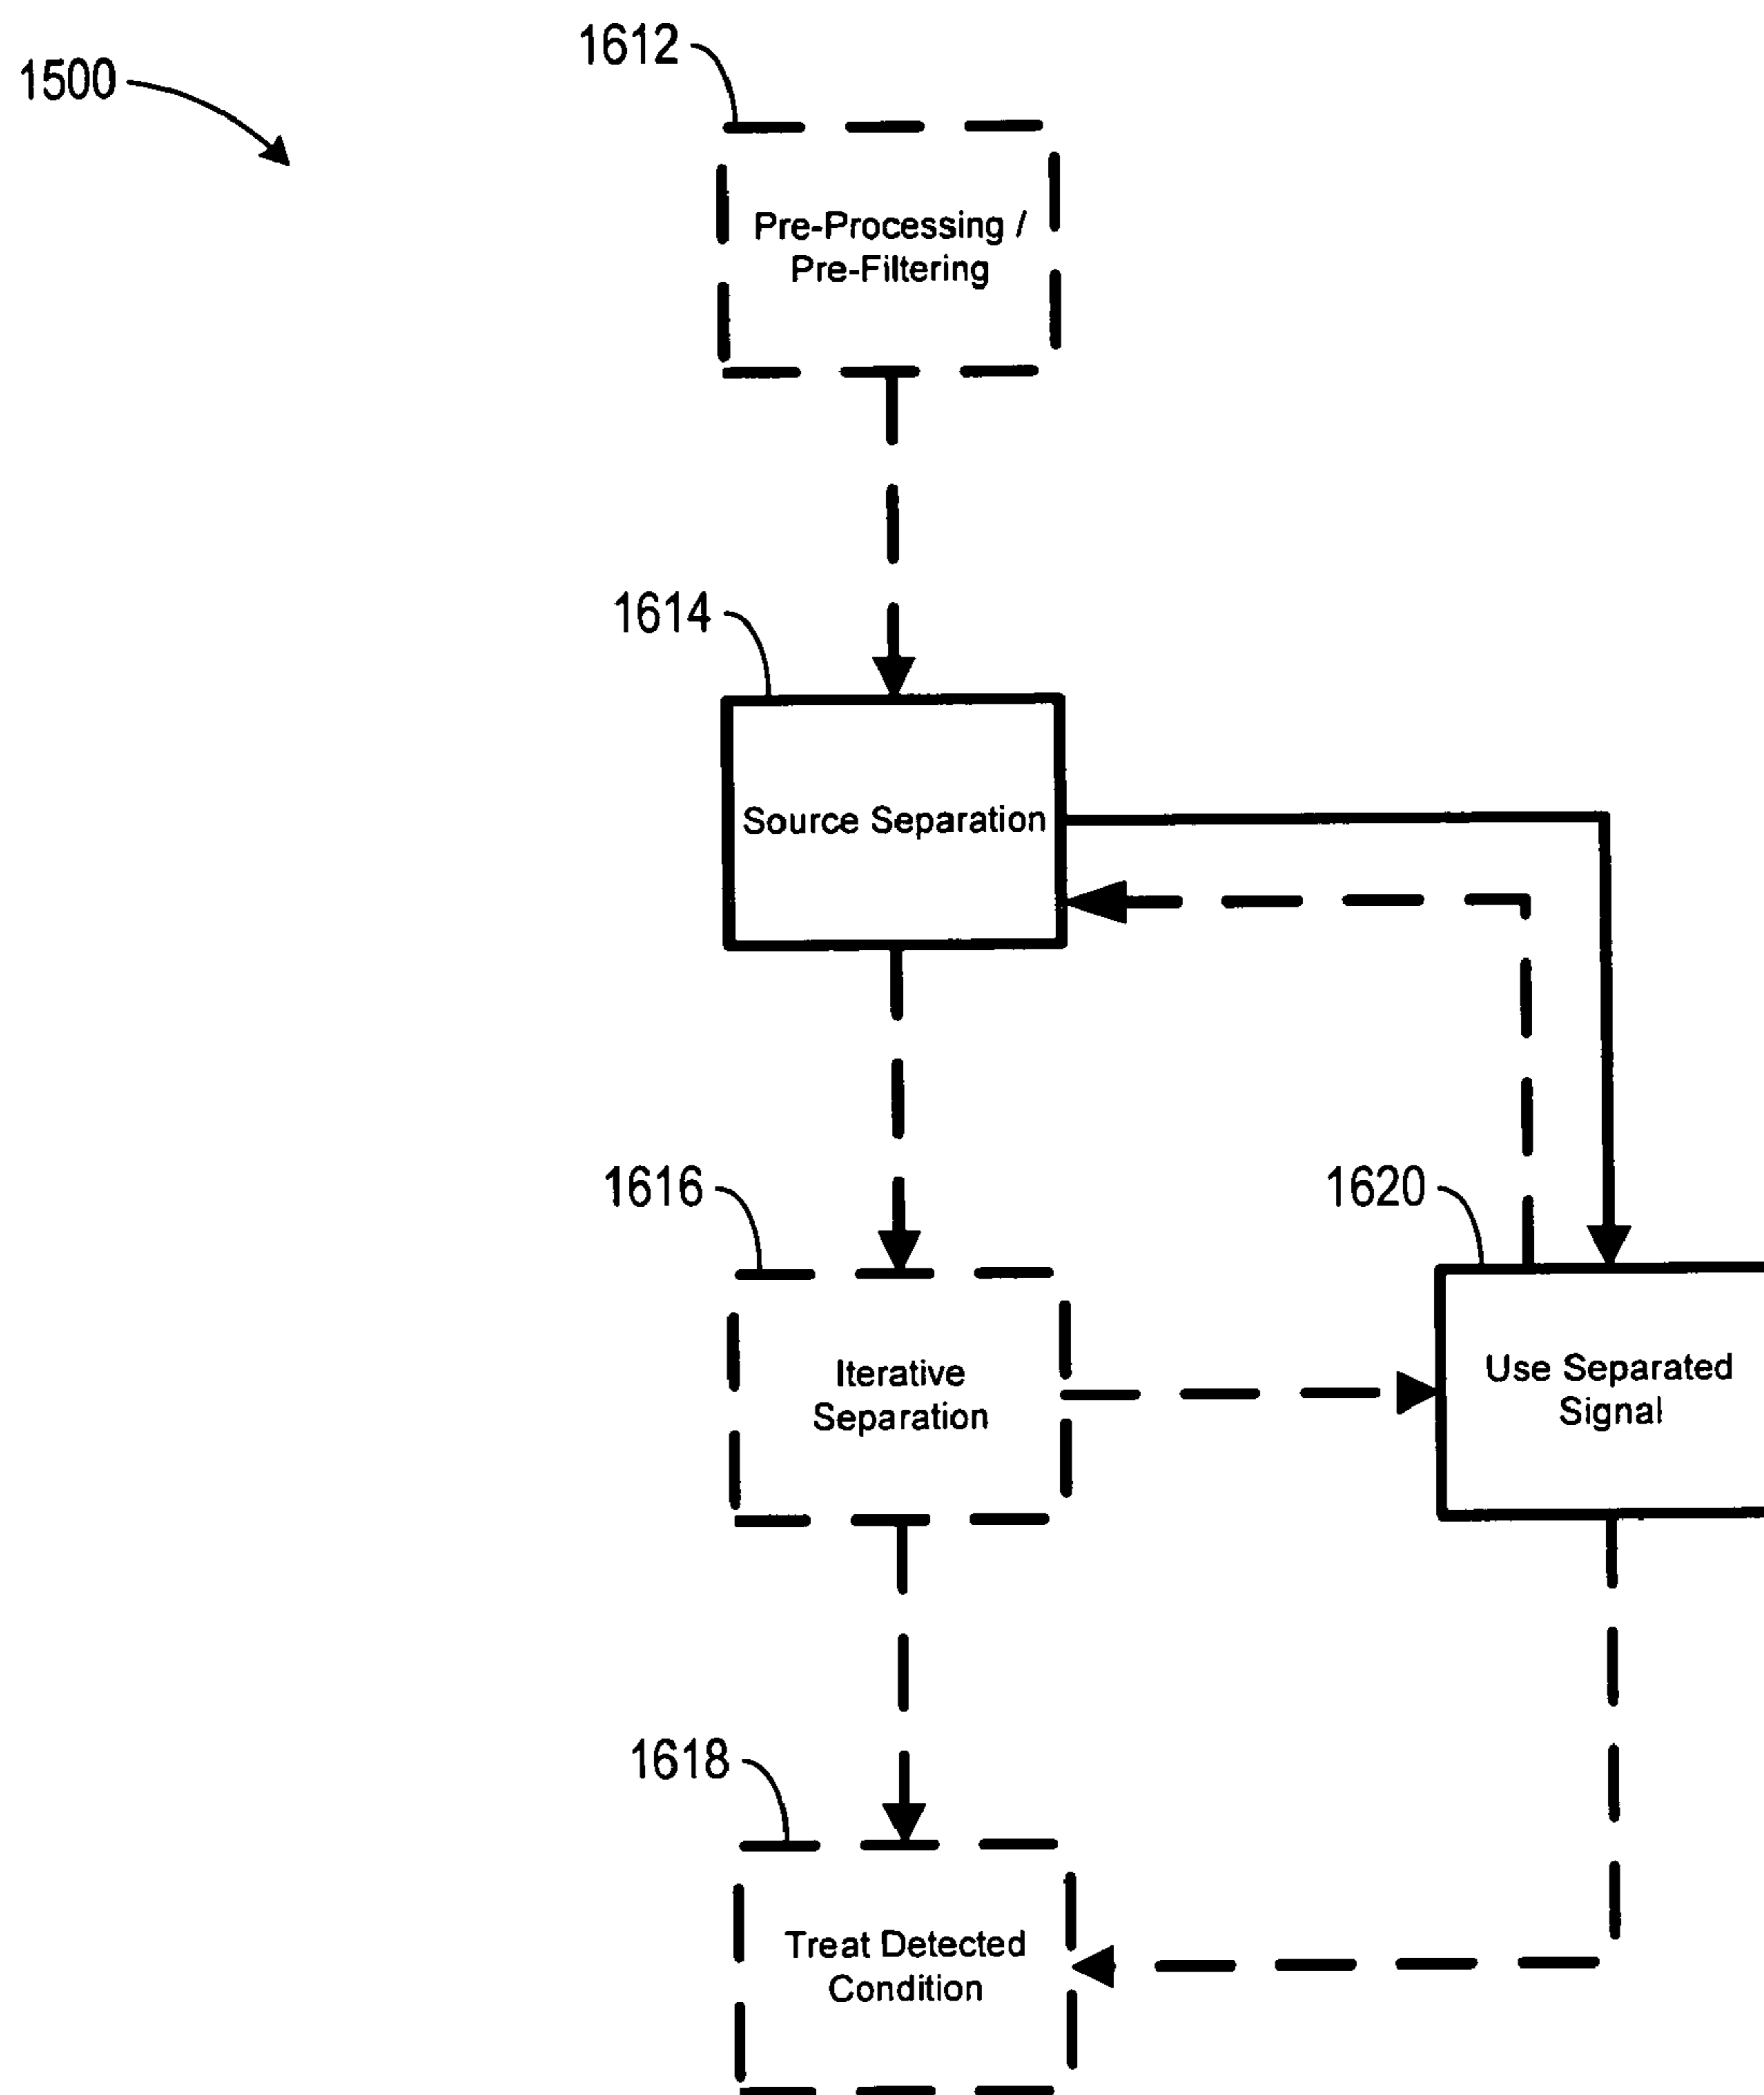 1612
1500
Pre-Processing /
Pre-Filtering
1614
Source Separation
1616
1620
Iterative
Separation
Use Separated
Signal
1618
Treat Detected
Condition